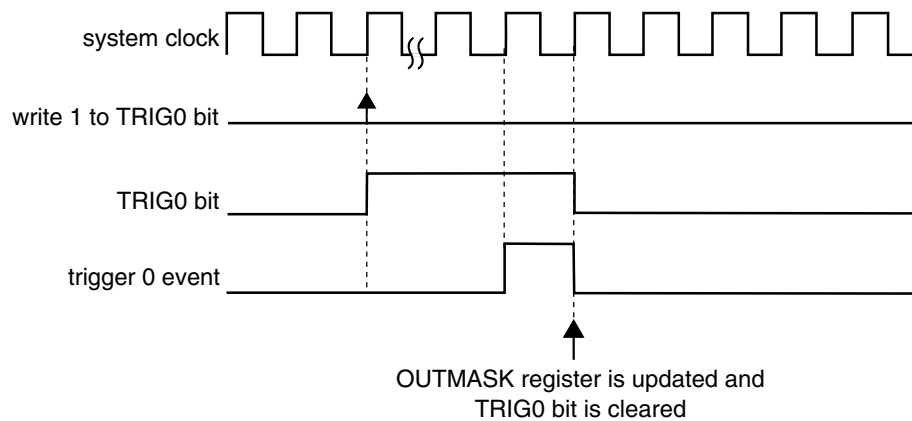 system clock
write 1 to TRIG0 bit
TRIG0 bit
trigger 0 event
OUTMASK register is updated and
TRIG0 bit is cleared